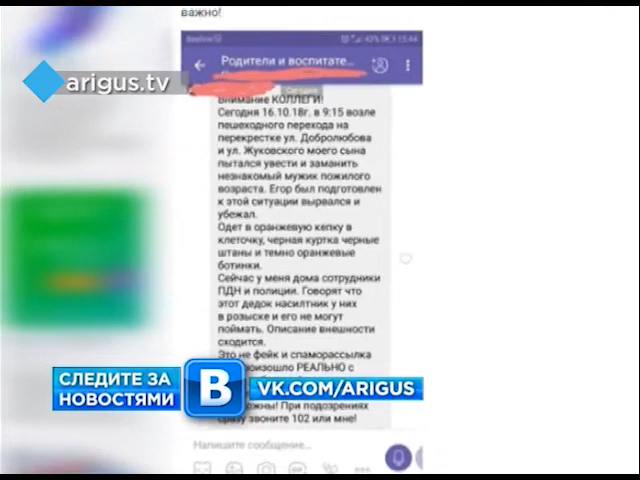 важно!
15:44
Родители и воспитате...
arigus.tv
Внимание КОЛЛЕГИ!
Сегодня 16.10.18г. в 9:15 возле
пешеходного перехода на
перекрестке ул. Добролюбова
и ул. Жуковского моего сына
пытался увести и заманить
незнакомый мужик пожилого
возраста. Егор был подготовлен
к этой ситуации вырвался и
убежал.
Одет в оранжевую кепку в
клеточку, черная куртка черные
штаны и темно оранжевые
ботинки.
Сейчас у меня дома сотрудники
ПДН и полиции. Говорят что
этот дедок насилтник у них
в розыске и его не могут
поймать. Описание внешности
сходится.
Это не фейк и спаморассылка
РЕАЛЬНО с
При подозрениях
сразу звоните 102 или мне!
Напишите сообщение...
СЛЕДИТЕ ЗА
НОВОСТЯМИ
B
VK.COM/ARIGUS